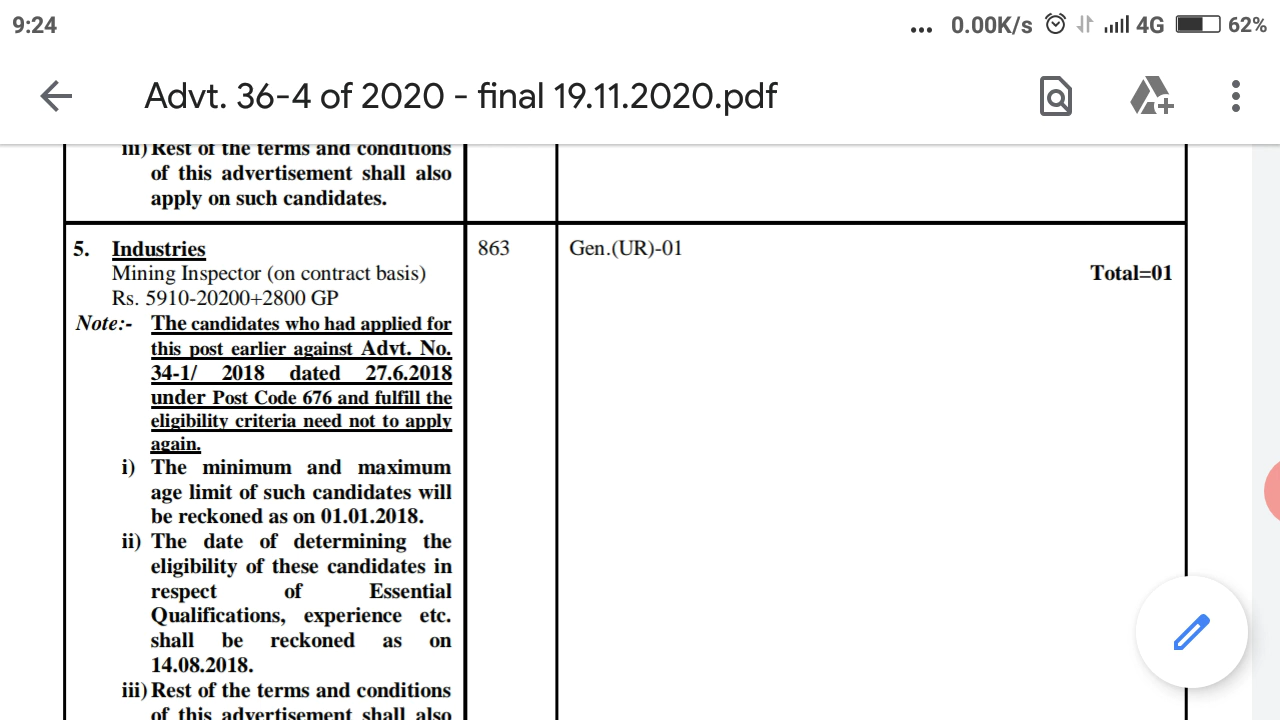 9:24
... 0.00K/s 4G 62%
Advt. 36-4 of 2020 - final 19.11.2020.pdf
iii) Rest of the terms and conditions
of this advertisement shall also
apply on such candidates.
5. Industries 863 Gen.(UR)-01
Mining Inspector (on contract basis) Total=01
Rs. 5910-20200+2800 GP
Note:- The candidates who had applied for
this post earlier against Advt. No.
34-1/ 2018 dated 27.6.2018
under Post Code 676 and fulfill the
eligibility criteria need not to apply
again.
i) The minimum and maximum
age limit of such candidates will
be reckoned as on 01.01.2018.
ii) The date of determining the
eligibility of these candidates in
respect of Essential
Qualifications, experience etc.
shall be reckoned as on
14.08.2018.
iii) Rest of the terms and conditions
of this advertisement shall also